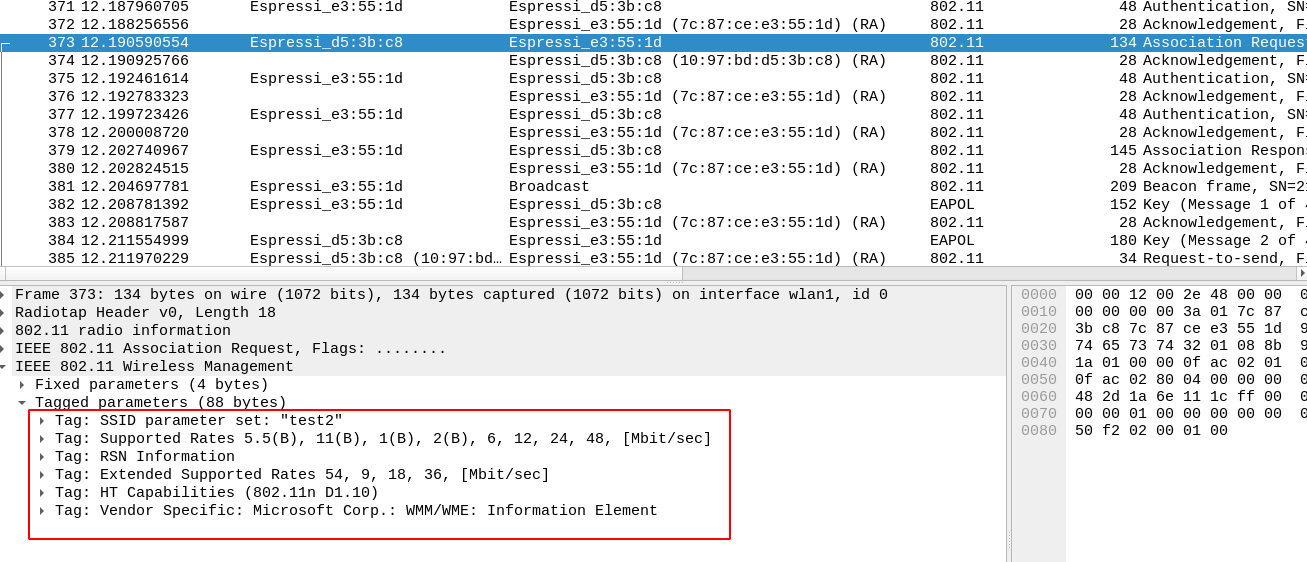 371 12.187960705 Espressi_e3:55:1d Espressi_d5:3b:c8 802.11 48 Authentication, SN=
372 12.188256556 Espressi_e3:55:1d (7c:87:ce:e3:55:1d) (RA) 802.11 28 Acknowledgement, F
373 12.190590554 Espressi_d5:3b:c8 Espressi_e3:55:1d 802.11 134 Association Reques
374 12.190925766 Espressi_d5:3b:c8 (10:97:bd:d5:3b:c8) (RA) 802.11 28 Acknowledgement, Fl
375 12.192461614 Espressi_e3:55:1d Espressi_d5:3b:c8 802.11 48 Authentication, SN=
376 12.192783323 Espressi_e3:55:1d (7c:87:ce:e3:55:1d) (RA) 802.11 28 Acknowledgement, Fl
377 12.199723426 Espressi_e3:55:1d Espressi_d5:3b:c8 802.11 48 Authentication, SN=
378 12.200008720 Espressi_e3:55:1d (7c:87:ce:e3:55:1d) (RA) 802.11 28 Acknowledgement, Fl
379 12.202740967 Espressi_e3:55:1d Espressi_d5:3b:c8 802.11 145 Association Respon
380 12.202824515 Espressi_e3:55:1d (7c:87:ce:e3:55:1d) (RA) 802.11 28 Acknowledgement, Fl
381 12.204697781 Espressi_e3:55:1d Broadcast 802.11 209 Beacon frame, SN=2
382 12.208781392 Espressi_e3:55:1d Espressi_d5:3b:c8 EAPOL 152 Key (Message 1 of 4
383 12.208817587 Espressi_e3:55:1d (7c:87:ce:e3:55:1d) (RA) 802.11 28 Acknowledgement, Fl
384 12.211554999 Espressi_d5:3b:c8 Espressi_e3:55:1d EAPOL 180 Key (Message 2 of 4
385 12.211970229 Espressi_d5:3b:c8 (10:97:bd… Espressi_e3:55:1d (7c:87:ce:e3:55:1d) (RA) 802.11 34 Request-to-send, Fl
Frame 373: 134 bytes on wire (1072 bits), 134 bytes captured (1072 bits) on interface wlan1, id 0
Radiotap Header v0, Length 18
802.11 radio information
IEEE 802.11 Association Request, Flags: ........
IEEE 802.11 Wireless Management
Fixed parameters (4 bytes)
Tagged parameters (88 bytes)
Tag: SSID parameter set: "test2"
Tag: Supported Rates 5.5(B), 11(B), 1(B), 2(B), 6, 12, 24, 48, [Mbit/sec]
Tag: RSN Information
Tag: Extended Supported Rates 54, 9, 18, 36, [Mbit/sec]
Tag: HT Capabilities (802.11n D1.10)
Tag: Vendor Specific: Microsoft Corp.: WMM/WME: Information Element
0000 00 00 12 00 2e 48 00 00 0
0010 00 00 00 00 3a 01 7c 87 c
0020 3b c8 7c 87 ce e3 55 1d 9
0030 74 65 73 74 32 01 08 8b 9
0040 1a 01 00 00 0f ac 02 01 0
0050 0f ac 02 80 04 00 00 00 0
0060 48 2d 1a 6e 11 1c ff 00 0
0070 00 00 01 00 00 00 00 00 0
0080 50 f2 02 00 01 00